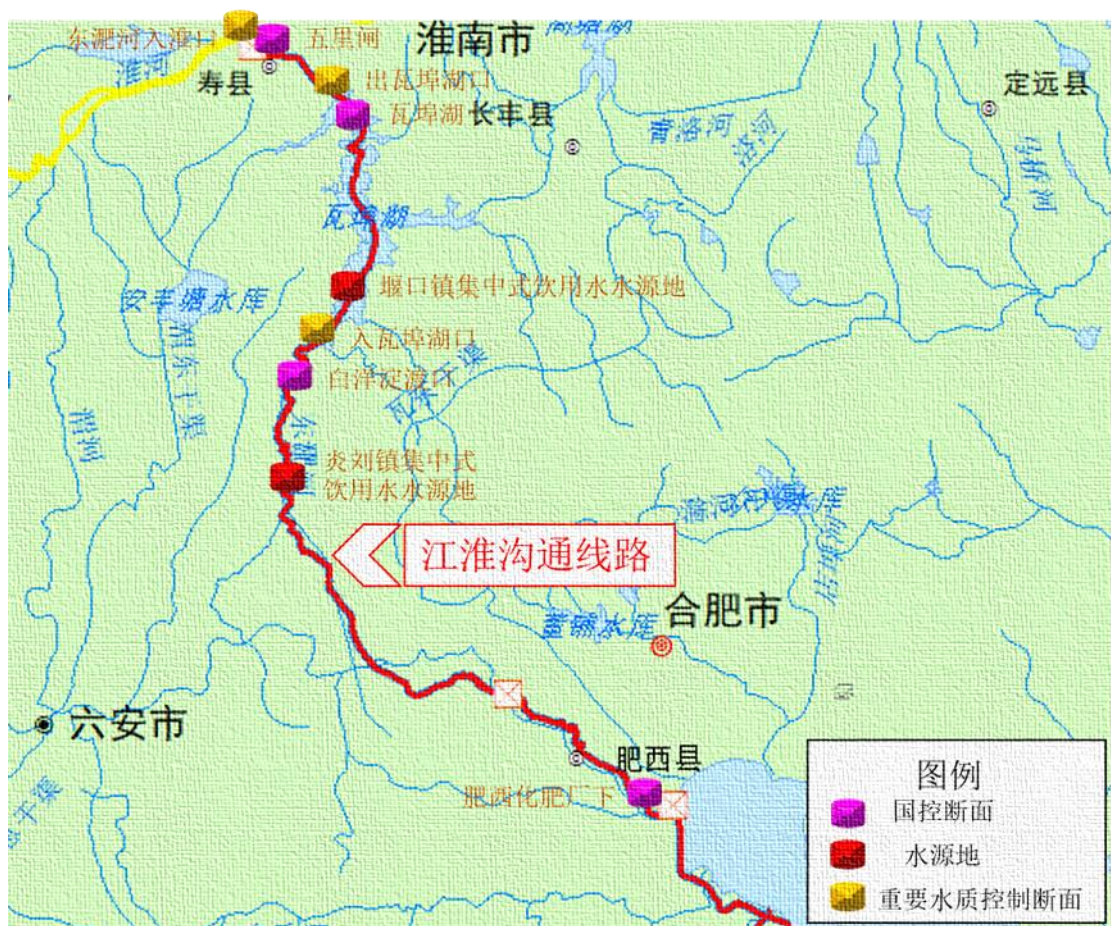 东淝河入淮口
五里闸
淮南市
淮河
寿县
出瓦埠湖口
定远县
瓦埠湖
长丰县
青洛河
洛河
马桥河
瓦埠湖
堰口镇集中式饮用水水源地
安丰塘水库
入瓦埠湖口
白洋淀渡口
炎刘镇集中式
饮用水水源地
江淮沟通线路
合肥市
董铺水库
六安市
肥西县
肥西化肥厂下
图例
国控断面
水源地
重要水质控制断面